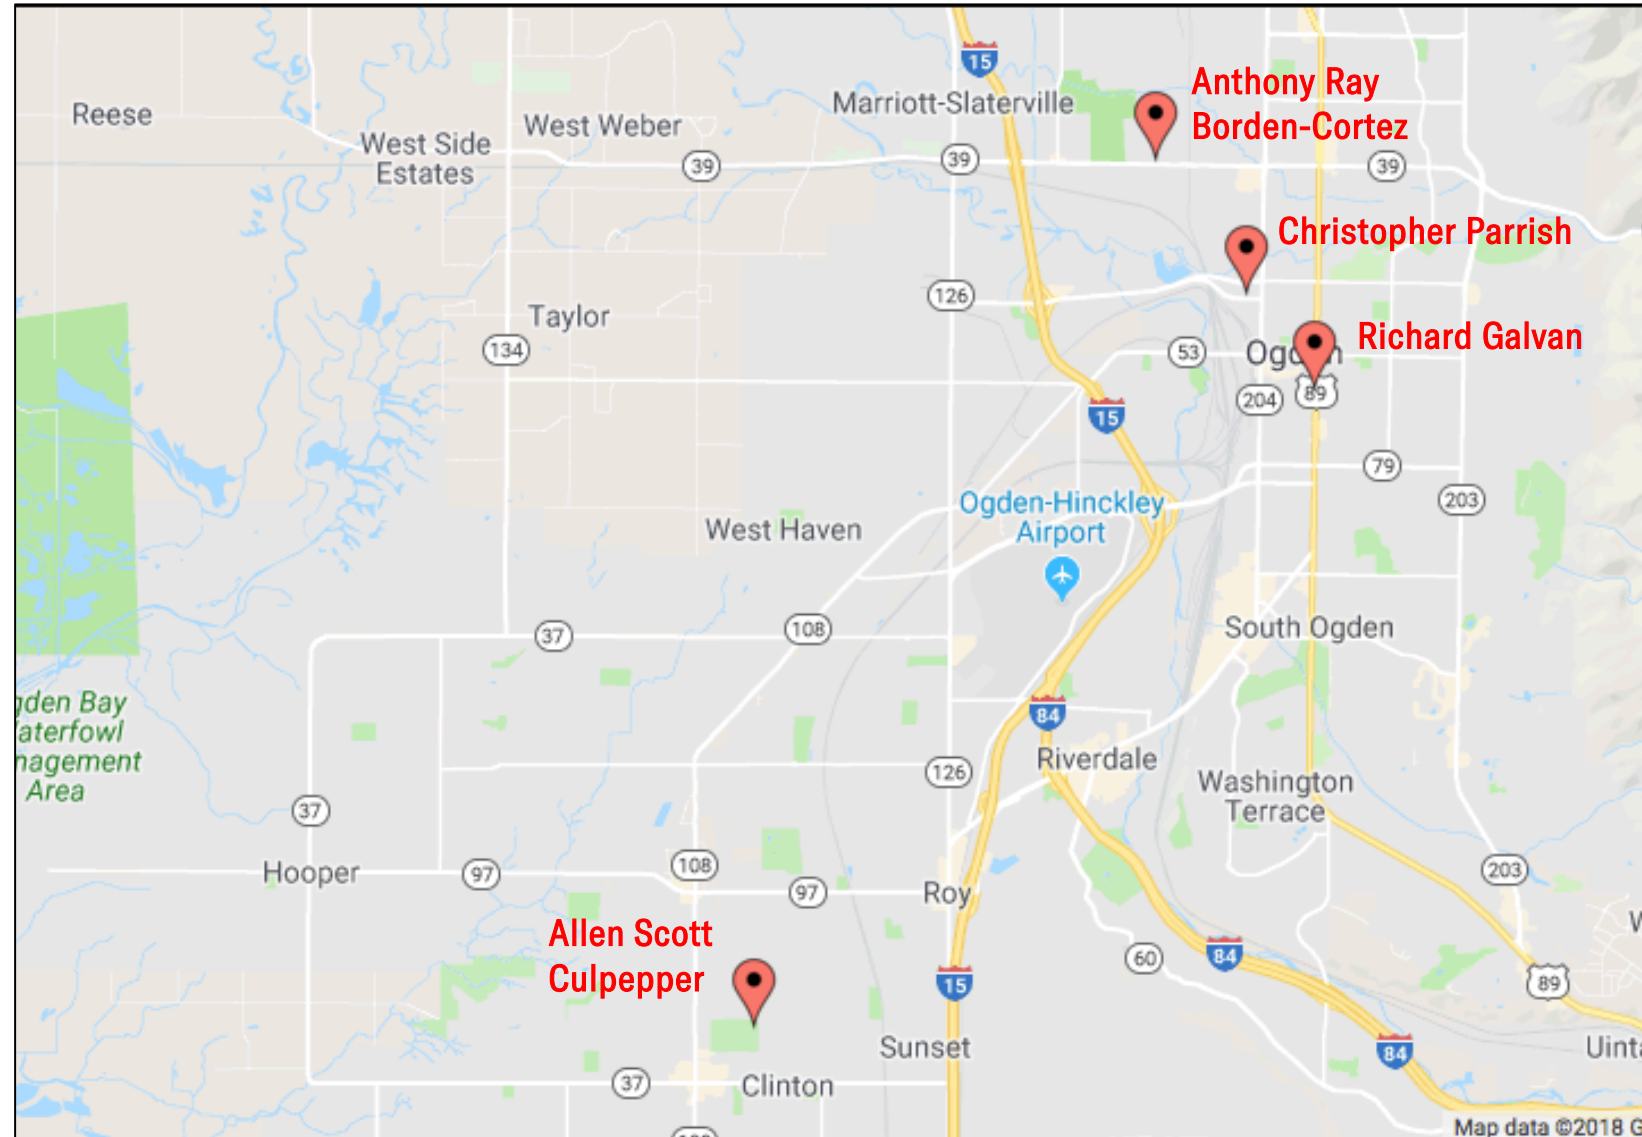 15
Anthony Ray
Borden-Cortez
Marriott-Slaterville
Reese
West Weber
West Side
Estates
39
39
39
Christopher Parrish
126
Taylor
134
53
Ogden
Richard Galvan
204
89
15
79
203
Ogden-Hinckley
Airport
West Haven
South Ogden
37
108
gden Bay
aterfowl
nagement
Area
84
Riverdale
126
Washington
Terrace
37
Hooper
97
108
97
Roy
203
Allen Scott
Culpepper
60
84
15
89
Sunset
84
Uint
37
Clinton
Map data ©2018 G